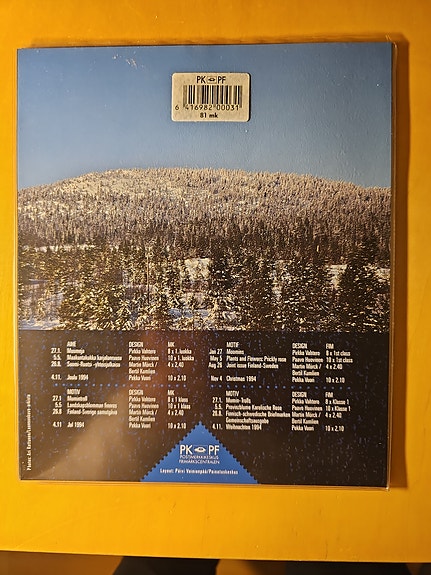 PK PF
6 416982 00031
81 mk
AIHE DESIGN MK
27.1. Muumeja Pekka Vahtero 8 x 1. luokka
5.5. Maakuntakukka karjalanruusu Paavo Huovinen 10 x 1. luokka
26.8. Suomi-Ruotsi -yhteisjulkaisu Martin Mörck / 4 x 2,40
Bertil Kumlien
4.11. Joulu 1994 Pekka Vuori 10 x 2,10
MOTIF DESIGN FIM
Jan 27 Moomins Pekka Vahtero 8 x 1st class
May 5 Plants and Flowers: Prickly rose Paavo Huovinen 10 x 1st class
Aug 26 Joint issue Finland-Sweden Martin Mörck / 4 x 2,40
Bertil Kumlien
Nov 4 Christmas 1994 Pekka Vuori 10 x 2,10
MOTIV DESIGN MK
27.1 Mumintroll Pekka Vahtero 8 x 1 klass
5.5 Landskapsblomman finnros Paavo Huovinen 10 x 1 klass
26.8 Finland-Sverige samutgåva Martin Mörck / 4 x 2,40
Bertil Kumlien
4.11 Jul 1994 Pekka Vuori 10 x 2,10
MOTIV DESIGN FIM
27.1. Mumin-Trolls Pekka Vahtero 8 x Klasse 1
5.5. Provinzblume Karelische Rose Paavo Huovinen 10 x Klasse 1
26.8. Finnisch-schwedische Briefmarken Martin Mörck / 4 x 2,40
Gemeinschaftsausgabe Bertil Kumlien
4.11. Weihnachten 1994 Pekka Vuori 10 x 2,10
PK PF
POSTIMERKKIKESKUS
FRIMÄRKSCENTRALEN
Layout: Päivi Vainionpää/Painatuskeskus